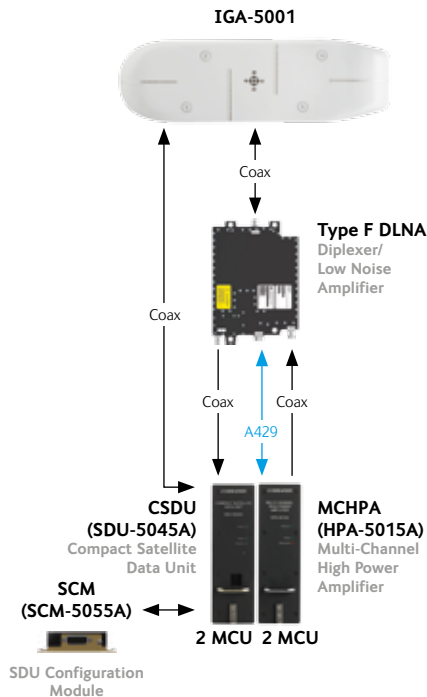 IGA-5001
Coax
Type F DLNA
Diplexer/
Low Noise
Amplifier
Coax
Coax
Coax
A429
CSDU
(SDU-5045A)
Compact Satellite
Data Unit
MCHPA
(HPA-5015A)
Multi-Channel
High Power
Amplifier
SCM
(SCM-5055A)
2 MCU
2 MCU
SDU Configuration
Module